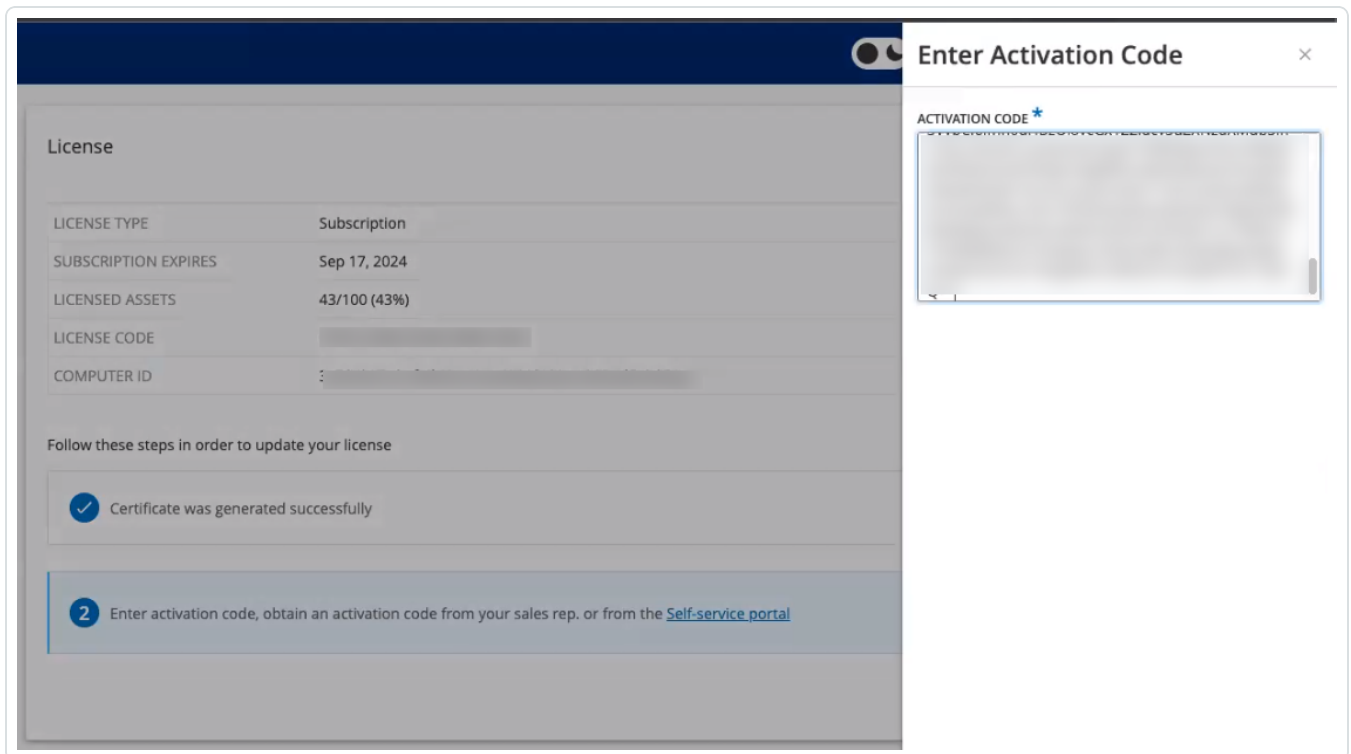 Enter Activation Code
ACTIVATION CODE *
License
LICENSE TYPE Subscription
SUBSCRIPTION EXPIRES Sep 17, 2024
LICENSED ASSETS 43/100 (43%)
LICENSE CODE
COMPUTER ID
Follow these steps in order to update your license
Certificate was generated successfully
2 Enter activation code, obtain an activation code from your sales rep. or from the Self-service portal